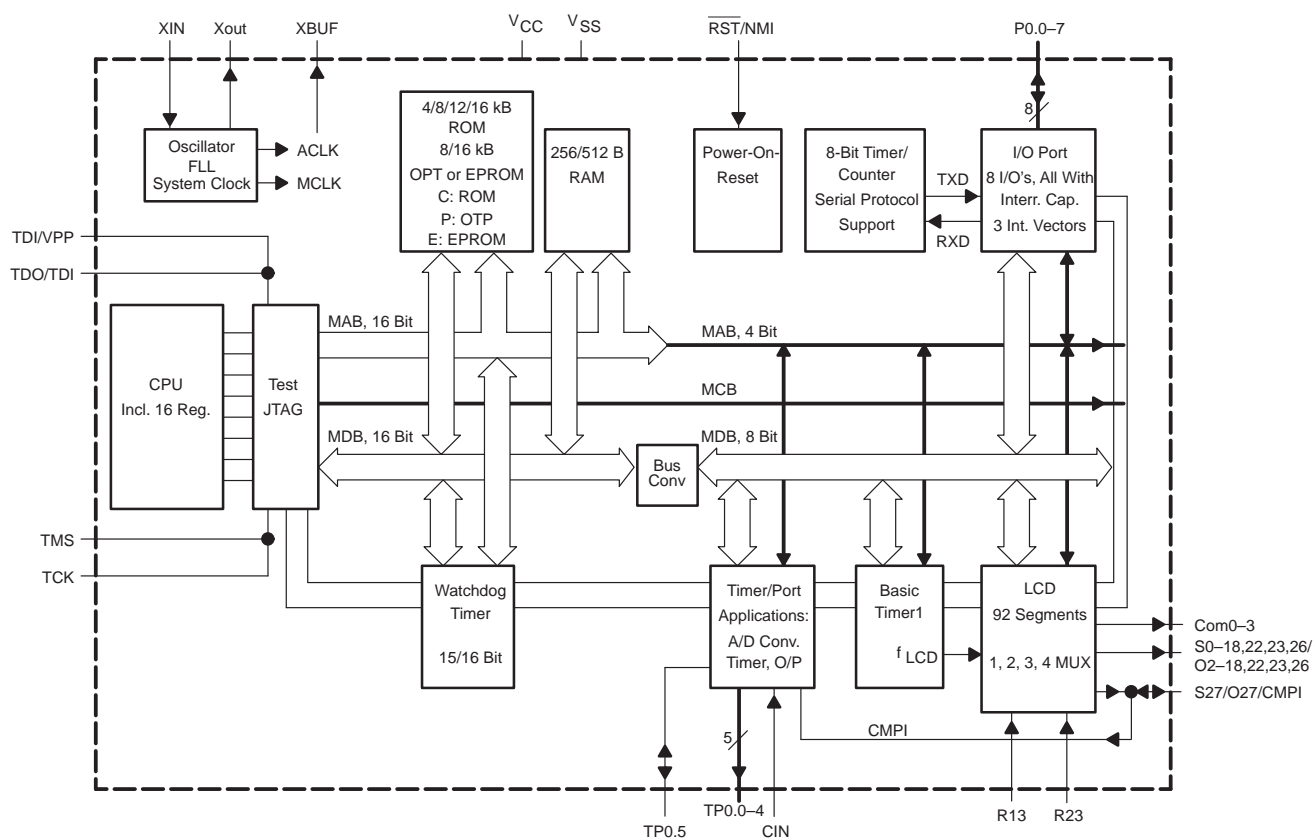 XIN
Xout
XBUF
VCC
VSS
RST/NMI
P0.0–7
8
Oscillator
FLL
System Clock
ACLK
MCLK
4/8/12/16 kB
ROM
8/16 kB
OPT or EPROM
C: ROM
P: OTP
E: EPROM
256/512 B
RAM
Power-On-
Reset
8-Bit Timer/
Counter
Serial Protocol
Support
TXD
RXD
I/O Port
8 I/O's, All With
Interr. Cap.
3 Int. Vectors
TDI/VPP
TDO/TDI
CPU
Incl. 16 Reg.
Test
JTAG
MAB, 16 Bit
MAB, 4 Bit
MCB
MDB, 16 Bit
Bus
Conv
MDB, 8 Bit
TMS
TCK
Watchdog
Timer
15/16 Bit
Timer/Port
Applications:
A/D Conv.
Timer, O/P
Basic
Timer1
f LCD
LCD
92 Segments
1, 2, 3, 4 MUX
Com0–3
S0–18,22,23,26/
O2–18,22,23,26
S27/O27/CMPI
CMPI
5
TP0.5
TP0.0–4
CIN
R13
R23